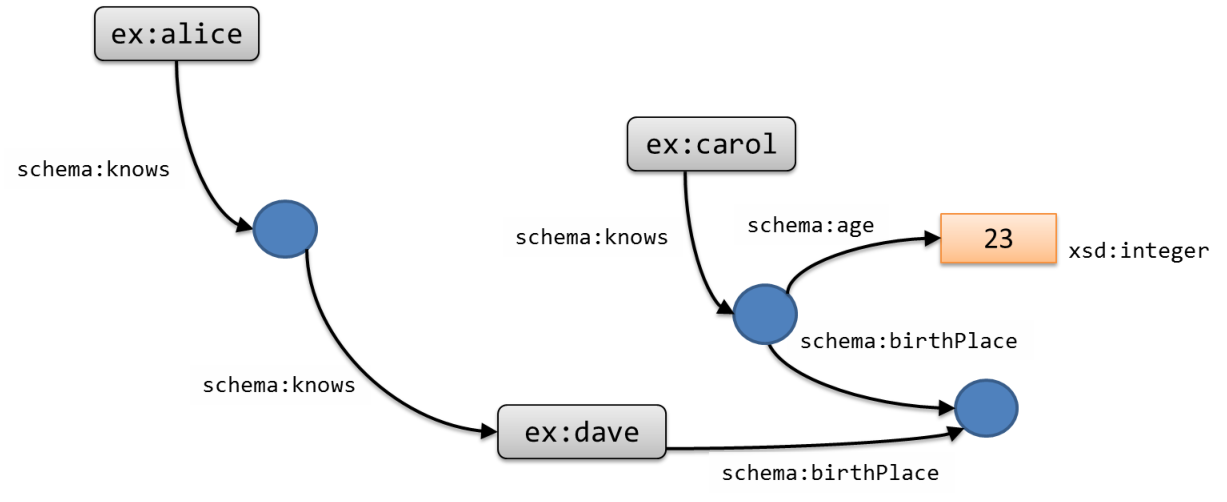 ex:alice
ex:carol
schema:knows
schema:age
schema:knows
23
xsd:integer
schema:birthPlace
schema:knows
ex:dave
schema:birthPlace